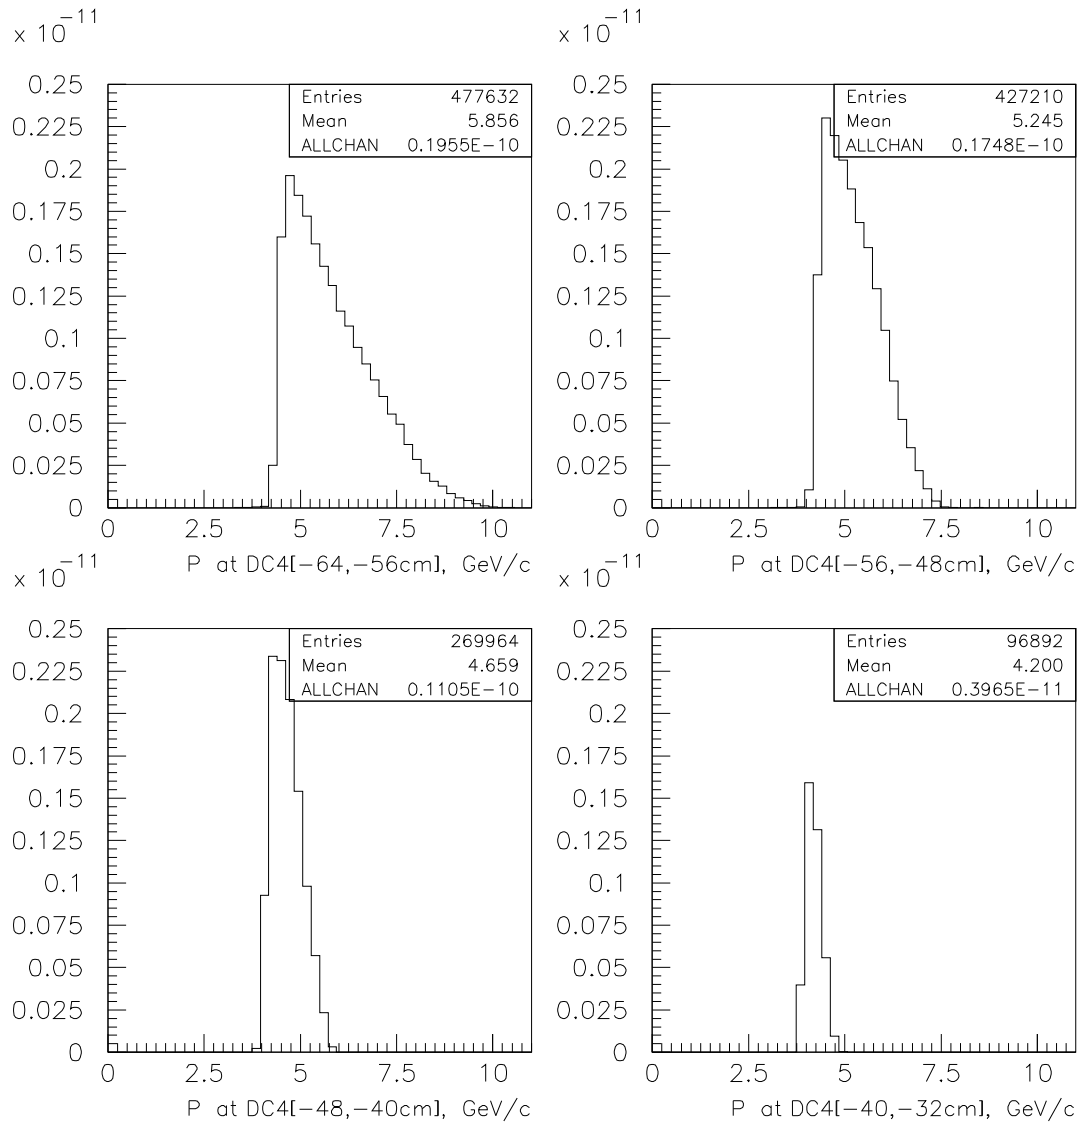 x 10^-11
0.25
0.225
0.2
0.175
0.15
0.125
0.1
0.075
0.05
0.025
0
Entries 477632
Mean 5.856
ALLCHAN 0.1955E-10
0 2.5 5 7.5 10
P at DC4[-64,-56cm], GeV/c
x 10^-11
0.25
0.225
0.2
0.175
0.15
0.125
0.1
0.075
0.05
0.025
0
Entries 427210
Mean 5.245
ALLCHAN 0.1748E-10
0 2.5 5 7.5 10
P at DC4[-56,-48cm], GeV/c
x 10^-11
0.25
0.225
0.2
0.175
0.15
0.125
0.1
0.075
0.05
0.025
0
Entries 269964
Mean 4.659
ALLCHAN 0.1105E-10
0 2.5 5 7.5 10
P at DC4[-48,-40cm], GeV/c
x 10^-11
0.25
0.225
0.2
0.175
0.15
0.125
0.1
0.075
0.05
0.025
0
Entries 96892
Mean 4.200
ALLCHAN 0.3965E-11
0 2.5 5 7.5 10
P at DC4[-40,-32cm], GeV/c